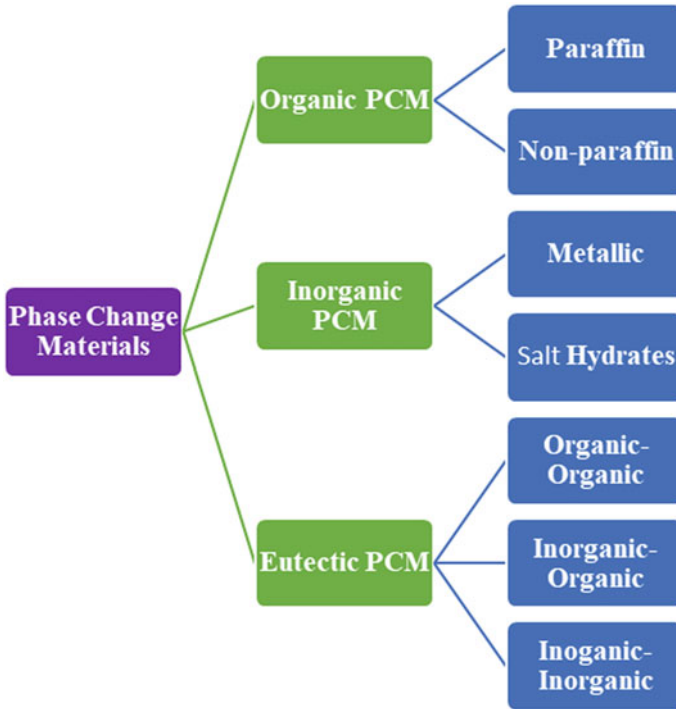 Phase Change
Materials
Organic PCM
Paraffin
Non-paraffin
Inorganic
PCM
Metallic
Salt Hydrates
Eutectic PCM
Organic-
Organic
Inorganic-
Organic
Inoganic-
Inorganic